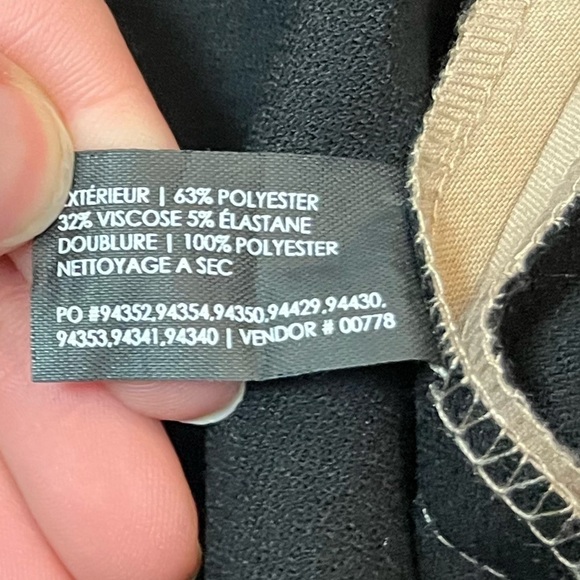 EXTÉRIEUR | 63% POLYESTER
32% VISCOSE 5% ÉLASTANE
DOUBLURE | 100% POLYESTER
NETTOYAGE A SEC
PO #94352,94354,94350,94429,94430,
94353,94341,94340 | VENDOR # 00778